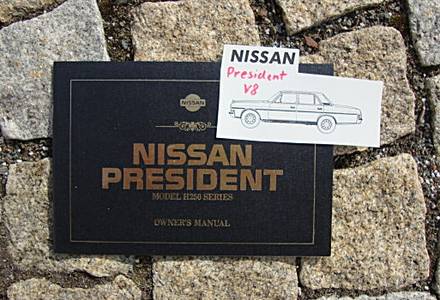 NISSAN
President
V8
NISSAN
NISSAN
PRESIDENT
MODEL H250 SERIES
OWNER'S MANUAL